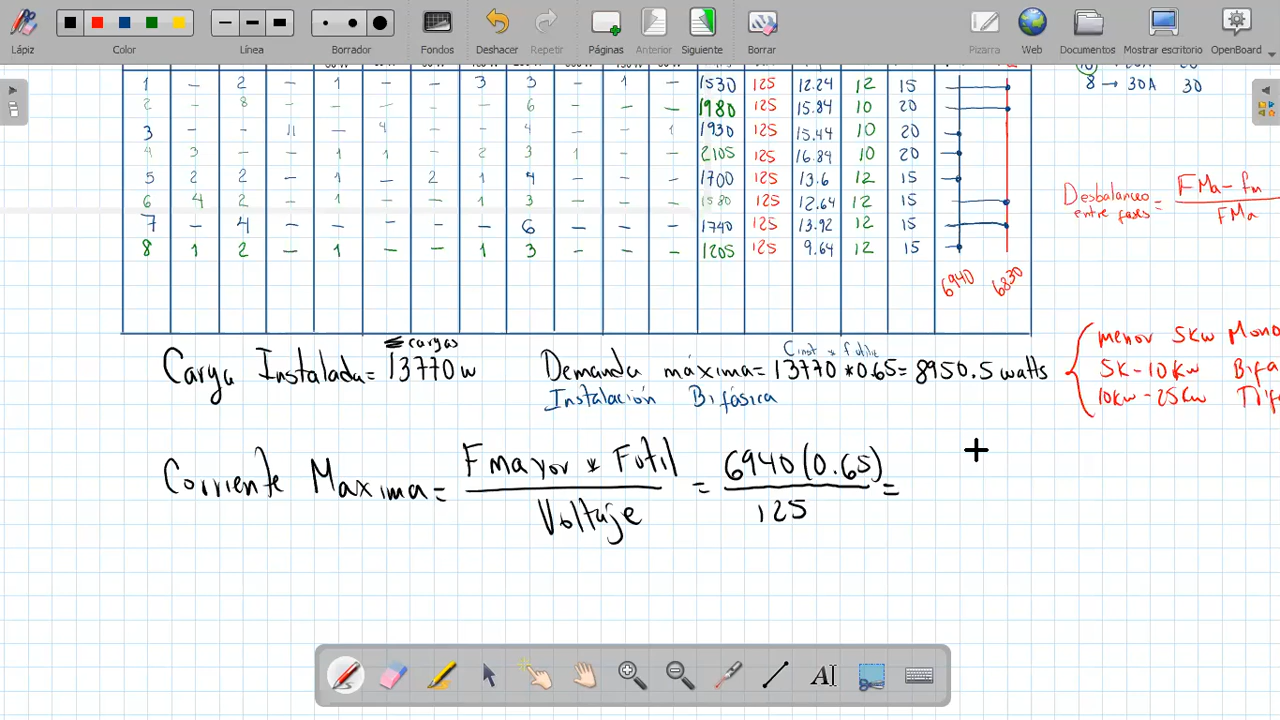 Lápiz Color Línea Borrador Fondos Deshacer Repetir Páginas Anterior Siguiente Borrar Pizarra Web Documentos Mostrar escritorio OpenBoard
1 - 2 - 1 - - 3 3 - 1 - 1530 125 12.24 12 15
2 - 8 6 - - 1980 125 15.84 10 20
3 - - 11 - 4 - - 4 - - 1 1930 125 15.44 10 20
4 3 - - 1 1 - 2 3 1 - - 2105 125 16.84 10 20
5 2 2 - 1 - 2 1 4 - - - 1700 125 13.6 12 15
6 4 2 - 1 - - 1 3 - - - 1580 125 12.64 12 15
7 - 4 - - - - - 6 - - - 1740 125 13.92 12 15
8 1 2 - 1 - - 1 3 - - - 1205 125 9.64 12 15
8 → 30A 30
6940 6830
Desbalanceo entre fases = FMa - fm
FMa
Σ cargas
Carga Instalada = 13770 w
Cinst * f utiliz
Demanda máxima = 13770 * 0.65 = 8950.5 watts
Instalación Bifásica
menor 5Kw Mono
5K - 10Kw Bifa
10Kw - 25Kw
Corriente Maxima = Fmayor * Futil = 6940(0.65) =
Voltaje 125
AI